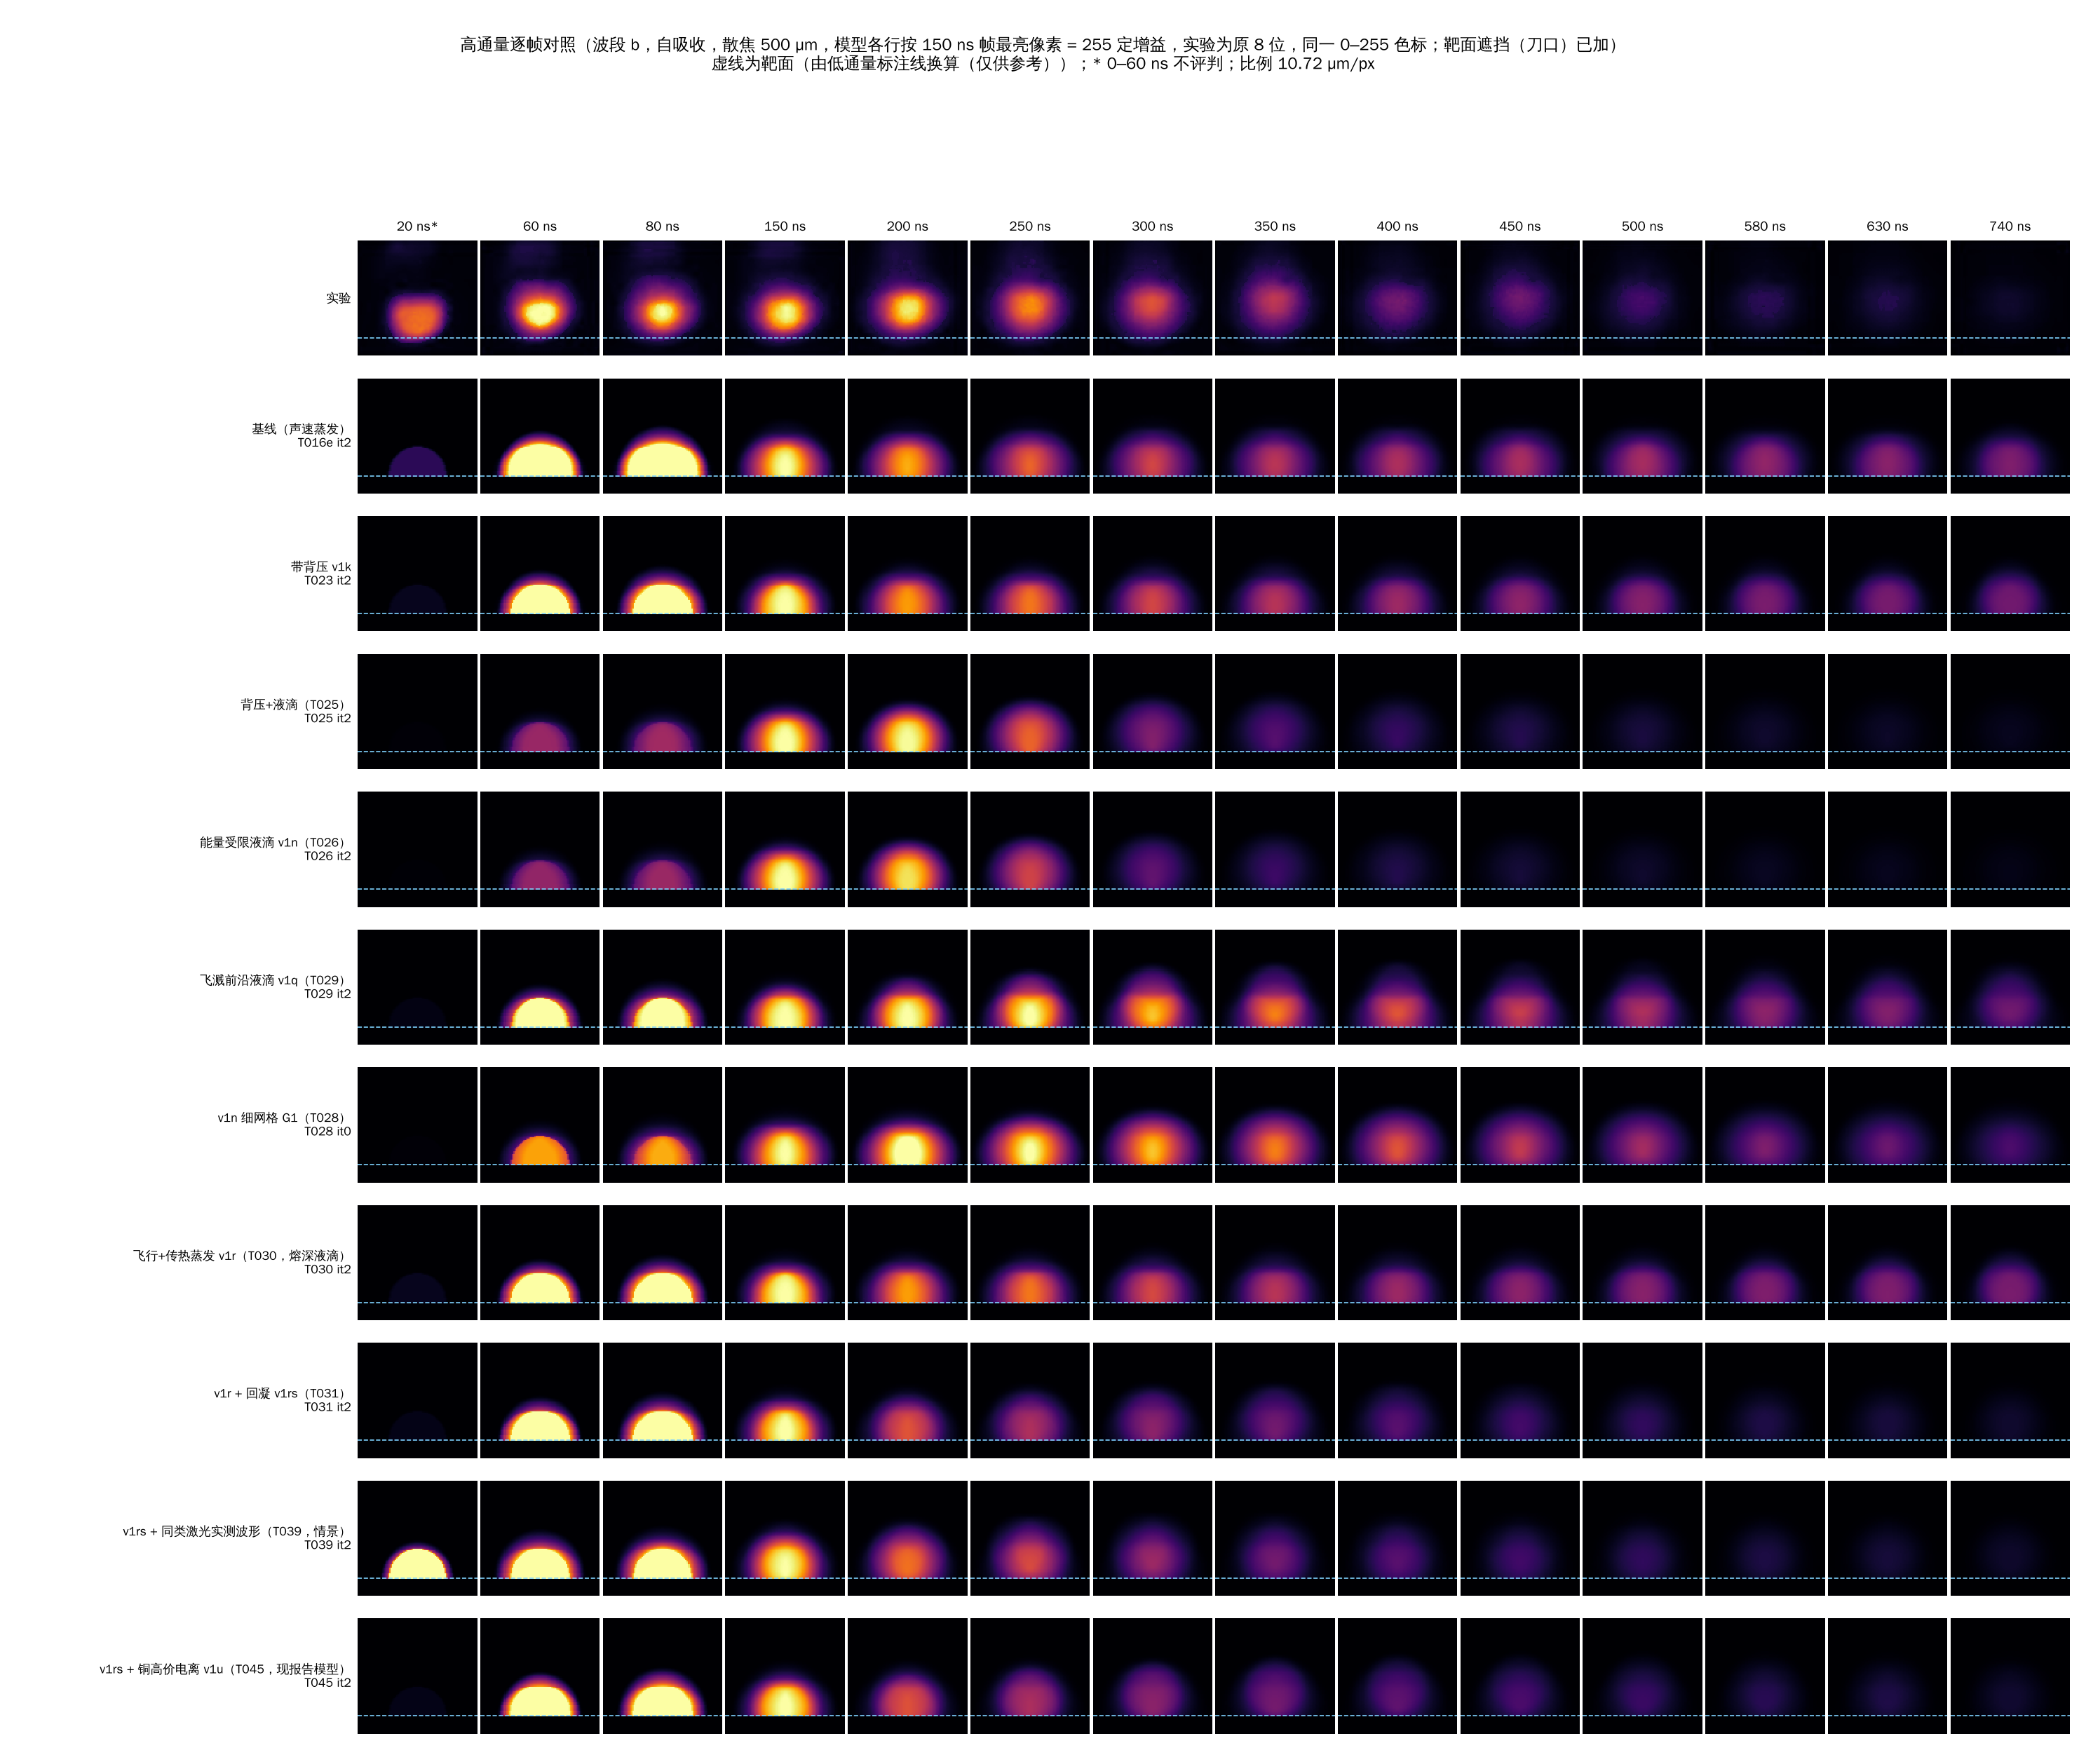 高通量逐帧对照（波段 b，自吸收，散焦 500 μm，模型各行按 150 ns 帧最亮像素 = 255 定增益，实验为原 8 位，同一 0–255 色标；靶面遮挡（刀口）已加）
虚线为靶面（由低通量标注线换算（仅供参考））；* 0–60 ns 不评判；比例 10.72 μm/px
20 ns* 60 ns 80 ns 150 ns 200 ns 250 ns 300 ns 350 ns 400 ns 450 ns 500 ns 580 ns 630 ns 740 ns
实验
基线（声速蒸发）
T016e it2
带背压 v1k
T023 it2
背压+液滴（T025）
T025 it2
能量受限液滴 v1n（T026）
T026 it2
飞溅前沿液滴 v1q（T029）
T029 it2
v1n 细网格 G1（T028）
T028 it0
飞行+传热蒸发 v1r（T030，熔深液滴）
T030 it2
v1r + 回凝 v1rs（T031）
T031 it2
v1rs + 同类激光实测波形（T039，情景）
T039 it2
v1rs + 铜高价电离 v1u（T045，现报告模型）
T045 it2